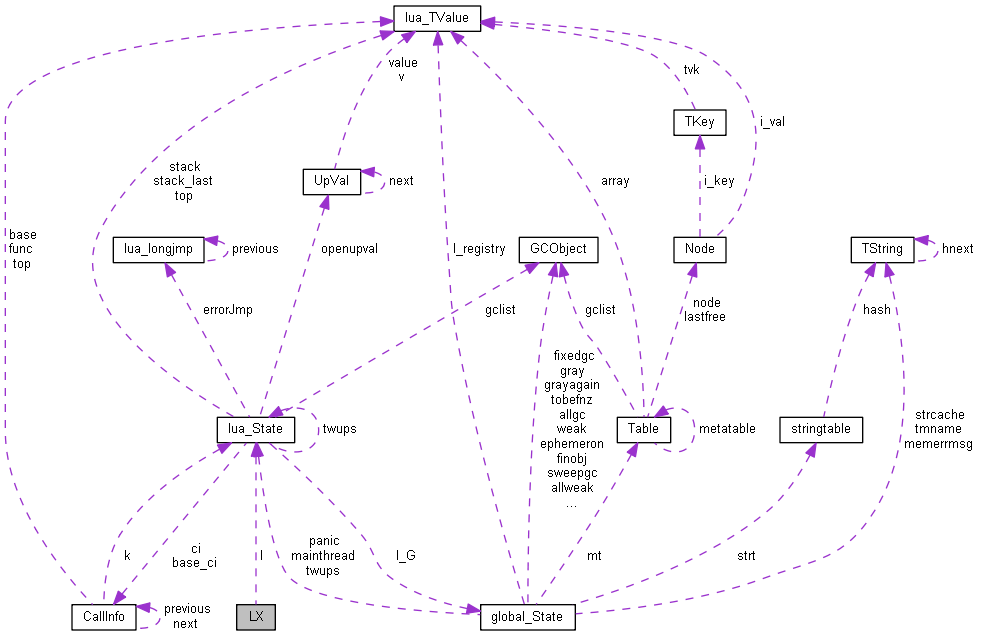 lua_TValue
value
v
tvk
TKey
i_val
stack
stack_last
top
UpVal
next
array
i_key
base
func
top
lua_longjmp
previous
openupval
l_registry
GCObject
Node
TString
hnext
errorJmp
gclist
gclist
node
lastfree
hash
fixedgc
gray
grayagain
tobefnz
allgc
weak
ephemeron
finobj
sweepgc
allweak
...
lua_State
twups
Table
metatable
stringtable
strcache
tmname
memerrmsg
k
ci
base_ci
l
panic
mainthread
twups
l_G
mt
strt
CallInfo
previous
next
LX
global_State